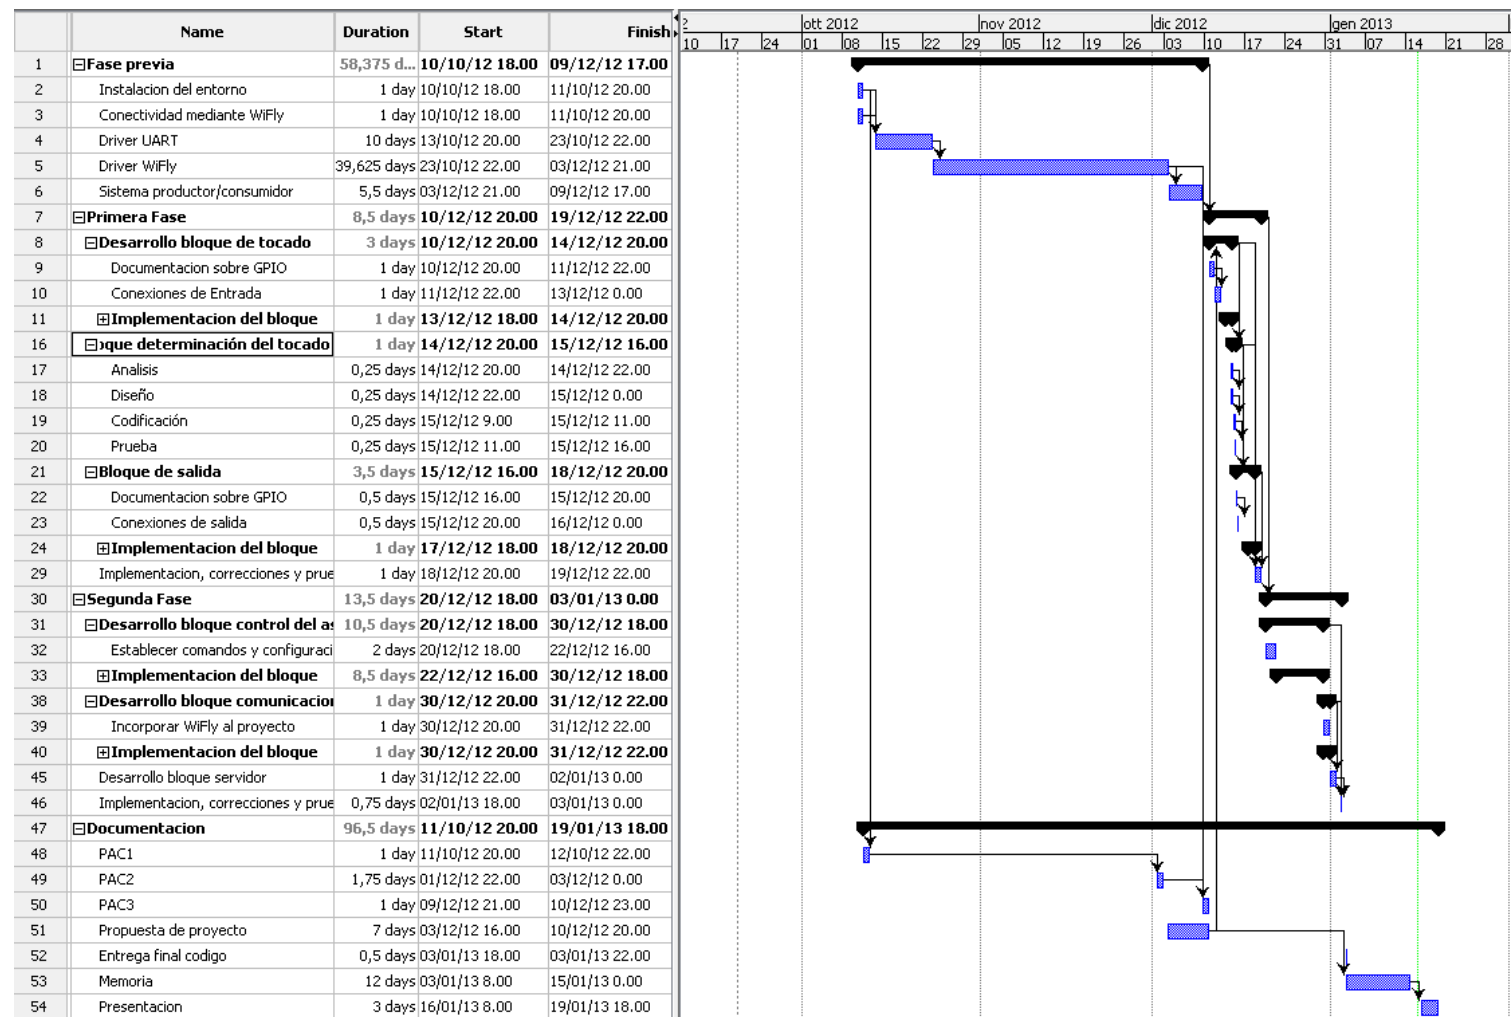 Name Duration Start Finish
2 ott 2012 nov 2012 dic 2012 gen 2013
10 17 24 01 08 15 22 29 05 12 19 26 03 10 17 24 31 07 14 21 28
1 Fase previa 58,375 d... 10/10/12 18.00 09/12/12 17.00
2 Instalacion del entorno 1 day 10/10/12 18.00 11/10/12 20.00
3 Conectividad mediante WiFly 1 day 10/10/12 18.00 11/10/12 20.00
4 Driver UART 10 days 13/10/12 20.00 23/10/12 22.00
5 Driver WiFly 39,625 days 23/10/12 22.00 03/12/12 21.00
6 Sistema productor/consumidor 5,5 days 03/12/12 21.00 09/12/12 17.00
7 Primera Fase 8,5 days 10/12/12 20.00 19/12/12 22.00
8 Desarrollo bloque de tocado 3 days 10/12/12 20.00 14/12/12 20.00
9 Documentacion sobre GPIO 1 day 10/12/12 20.00 11/12/12 22.00
10 Conexiones de Entrada 1 day 11/12/12 22.00 13/12/12 0.00
11 Implementacion del bloque 1 day 13/12/12 18.00 14/12/12 20.00
16 que determinación del tocado 1 day 14/12/12 20.00 15/12/12 16.00
17 Analisis 0,25 days 14/12/12 20.00 14/12/12 22.00
18 Diseño 0,25 days 14/12/12 22.00 15/12/12 0.00
19 Codificación 0,25 days 15/12/12 9.00 15/12/12 11.00
20 Prueba 0,25 days 15/12/12 11.00 15/12/12 16.00
21 Bloque de salida 3,5 days 15/12/12 16.00 18/12/12 20.00
22 Documentacion sobre GPIO 0,5 days 15/12/12 16.00 15/12/12 20.00
23 Conexiones de salida 0,5 days 15/12/12 20.00 16/12/12 0.00
24 Implementacion del bloque 1 day 17/12/12 18.00 18/12/12 20.00
29 Implementacion, correcciones y prue 1 day 18/12/12 20.00 19/12/12 22.00
30 Segunda Fase 13,5 days 20/12/12 18.00 03/01/13 0.00
31 Desarrollo bloque control del as 10,5 days 20/12/12 18.00 30/12/12 18.00
32 Establecer comandos y configuraci 2 days 20/12/12 18.00 22/12/12 16.00
33 Implementacion del bloque 8,5 days 22/12/12 16.00 30/12/12 18.00
38 Desarrollo bloque comunicacion 1 day 30/12/12 20.00 31/12/12 22.00
39 Incorporar WiFly al proyecto 1 day 30/12/12 20.00 31/12/12 22.00
40 Implementacion del bloque 1 day 30/12/12 20.00 31/12/12 22.00
45 Desarrollo bloque servidor 1 day 31/12/12 22.00 02/01/13 0.00
46 Implementacion, correcciones y prue 0,75 days 02/01/13 18.00 03/01/13 0.00
47 Documentacion 96,5 days 11/10/12 20.00 19/01/13 18.00
48 PAC1 1 day 11/10/12 20.00 12/10/12 22.00
49 PAC2 1,75 days 01/12/12 22.00 03/12/12 0.00
50 PAC3 1 day 09/12/12 21.00 10/12/12 23.00
51 Propuesta de proyecto 7 days 03/12/12 16.00 10/12/12 20.00
52 Entrega final codigo 0,5 days 03/01/13 18.00 03/01/13 22.00
53 Memoria 12 days 03/01/13 8.00 15/01/13 0.00
54 Presentacion 3 days 16/01/13 8.00 19/01/13 18.00